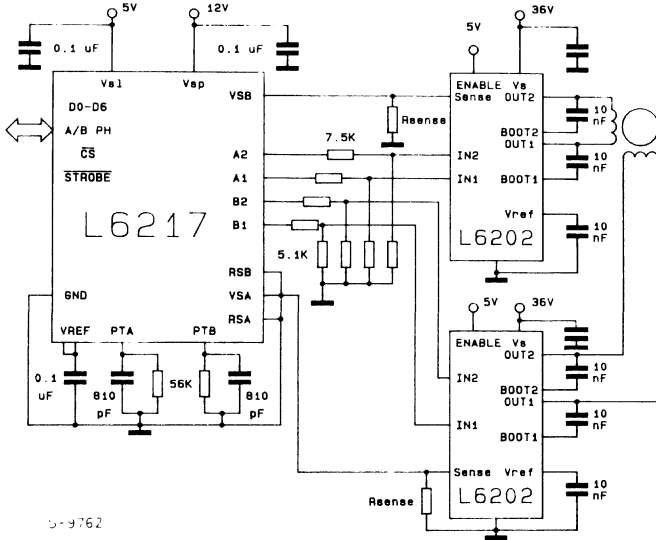 5V
12V
36V
5V
0.1 uF
0.1 uF
Vsl
Vsp
VSB
ENABLE Vs
Sense OUT2
10 nF
D0-D6
A/B PH
CS
STROBE
BOOT2
OUT1
7.5K
Rsense
A2
IN2
10 nF
A1
IN1
BOOT1
B2
L6217
B1
Vref
L6202
10 nF
5.1K
RSB
GND
VSA
RSA
5V
36V
VREF
PTA
PTB
ENABLE Vs
OUT2
0.1 uF
810 pF
56K
810 pF
IN2
BOOT2
OUT1
10 nF
IN1
BOOT1
10 nF
Sense
Vref
L6202
10 nF
Rsense
S-9762